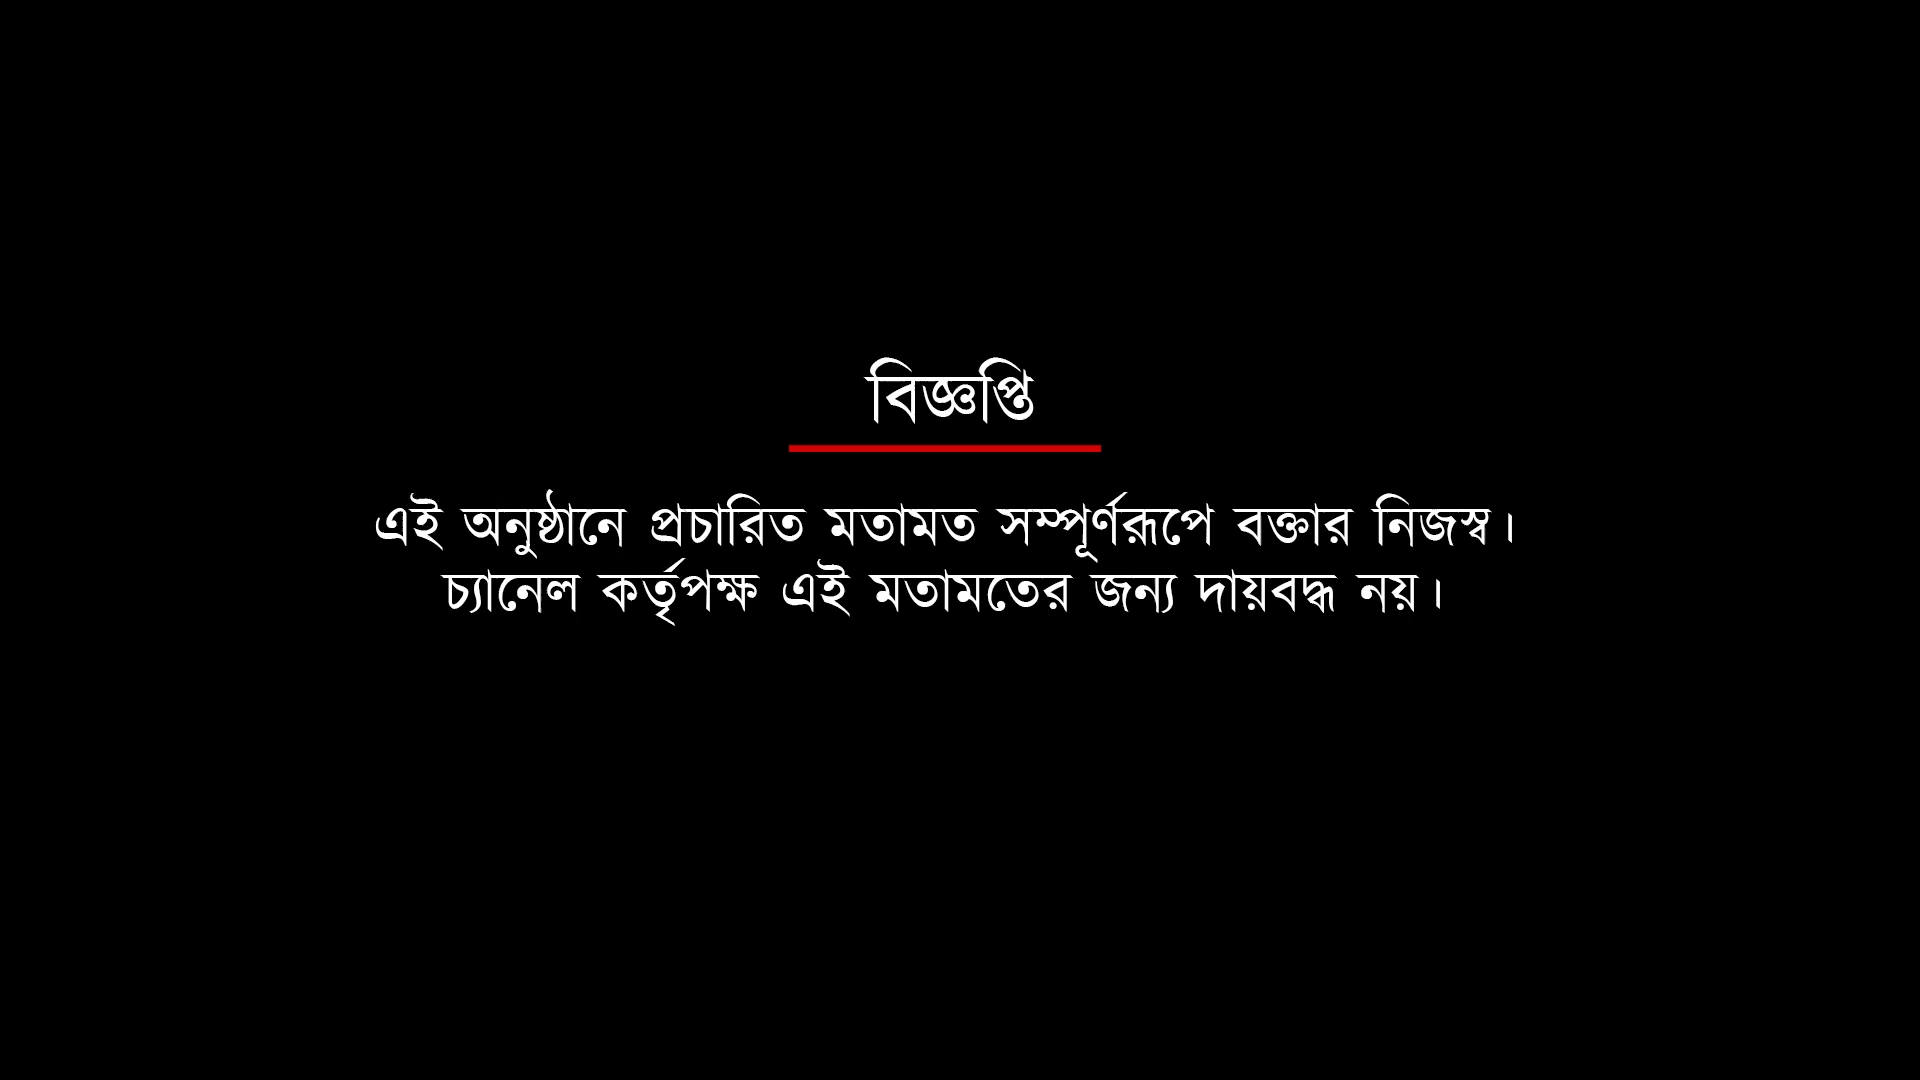 বিজ্ঞপ্তি
এই অনুষ্ঠানে প্রচারিত মতামত সম্পূর্ণরূপে বক্তার নিজস্ব।
চ্যানেল কর্তৃপক্ষ এই মতামতের জন্য দায়বদ্ধ নয়।